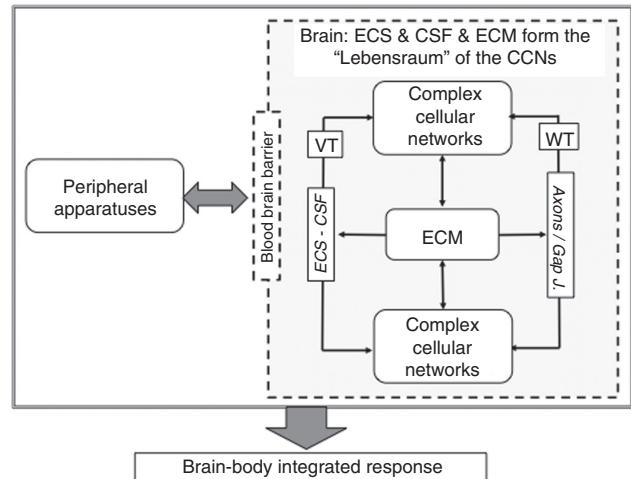 Brain: ECS & CSF & ECM form the
“Lebensraum” of the CCNs
Complex
cellular
networks
VT
WT
Peripheral
apparatuses
Blood brain barrier
ECS - CSF
ECM
Axons / Gap J.
Complex
cellular
networks
Brain-body integrated response